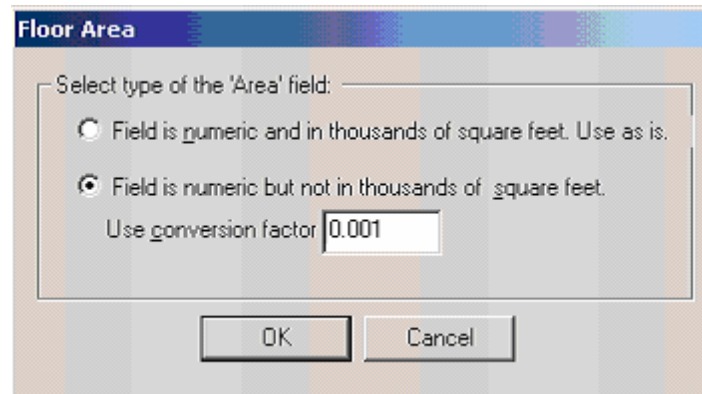 Floor Area
Select type of the 'Area' field:
Field is numeric and in thousands of square feet. Use as is.
Field is numeric but not in thousands of square feet.
Use conversion factor 0.001
OK Cancel